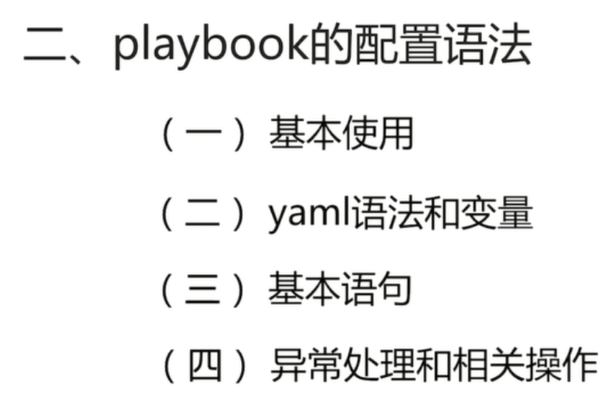 二、playbook的配置语法
（一）基本使用
（二）yaml语法和变量
（三）基本语句
（四）异常处理和相关操作